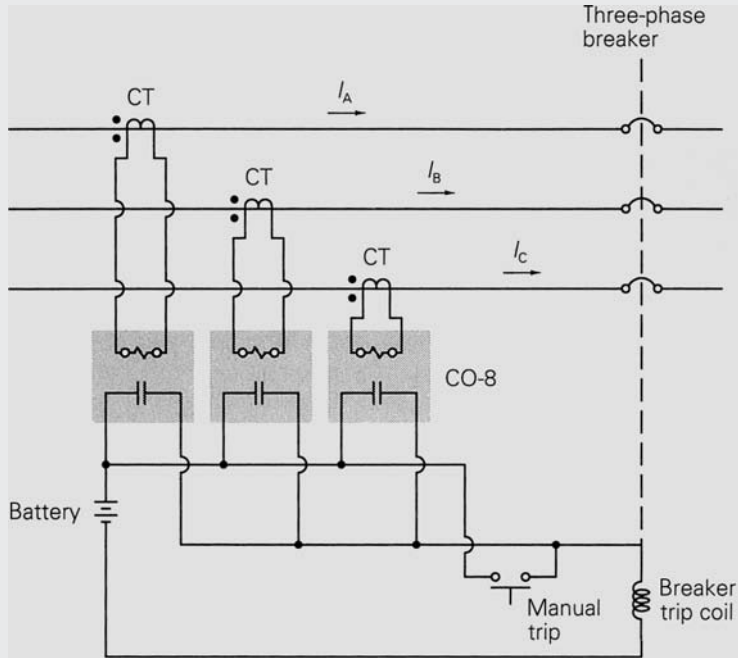 Three-phase
breaker
CT
I_A
CT
I_B
CT
I_C
CO-8
Battery
Manual
trip
Breaker
trip coil